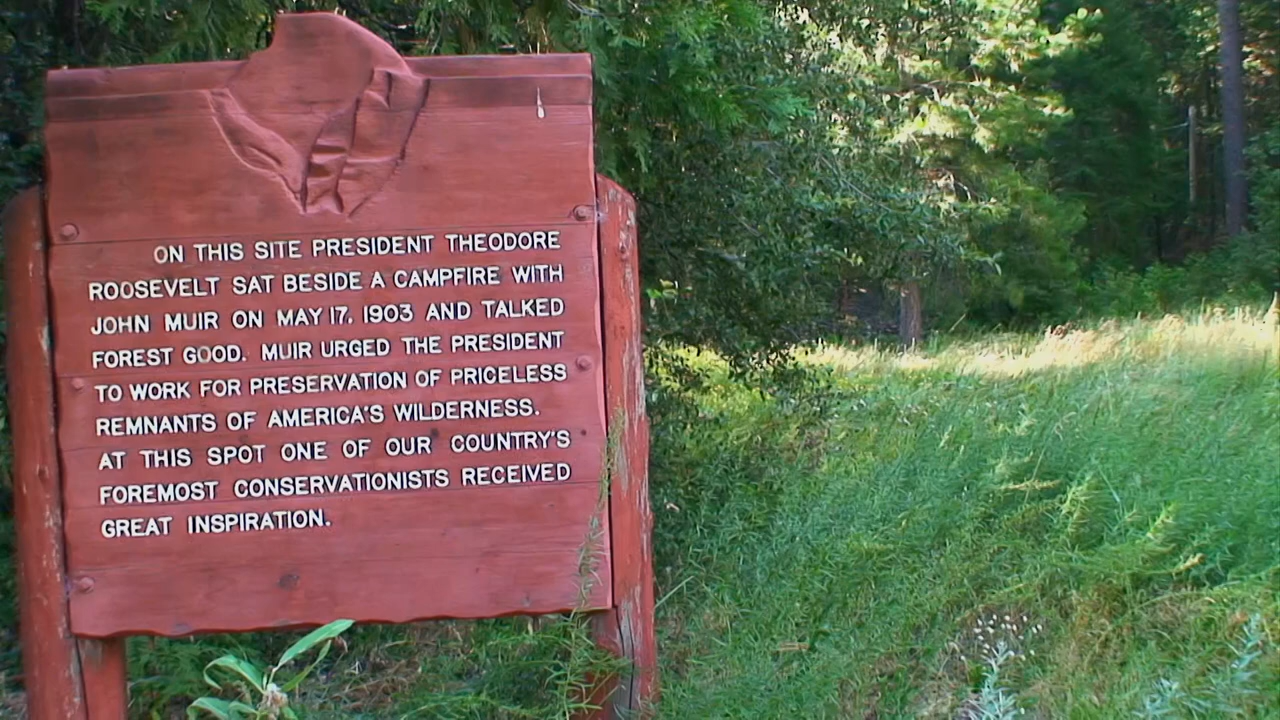 ON THIS SITE PRESIDENT THEODORE
ROOSEVELT SAT BESIDE A CAMPFIRE WITH
JOHN MUIR ON MAY 17, 1903 AND TALKED
FOREST GOOD. MUIR URGED THE PRESIDENT
TO WORK FOR PRESERVATION OF PRICELESS
REMNANTS OF AMERICA'S WILDERNESS.
AT THIS SPOT ONE OF OUR COUNTRY'S
FOREMOST CONSERVATIONISTS RECEIVED
GREAT INSPIRATION.